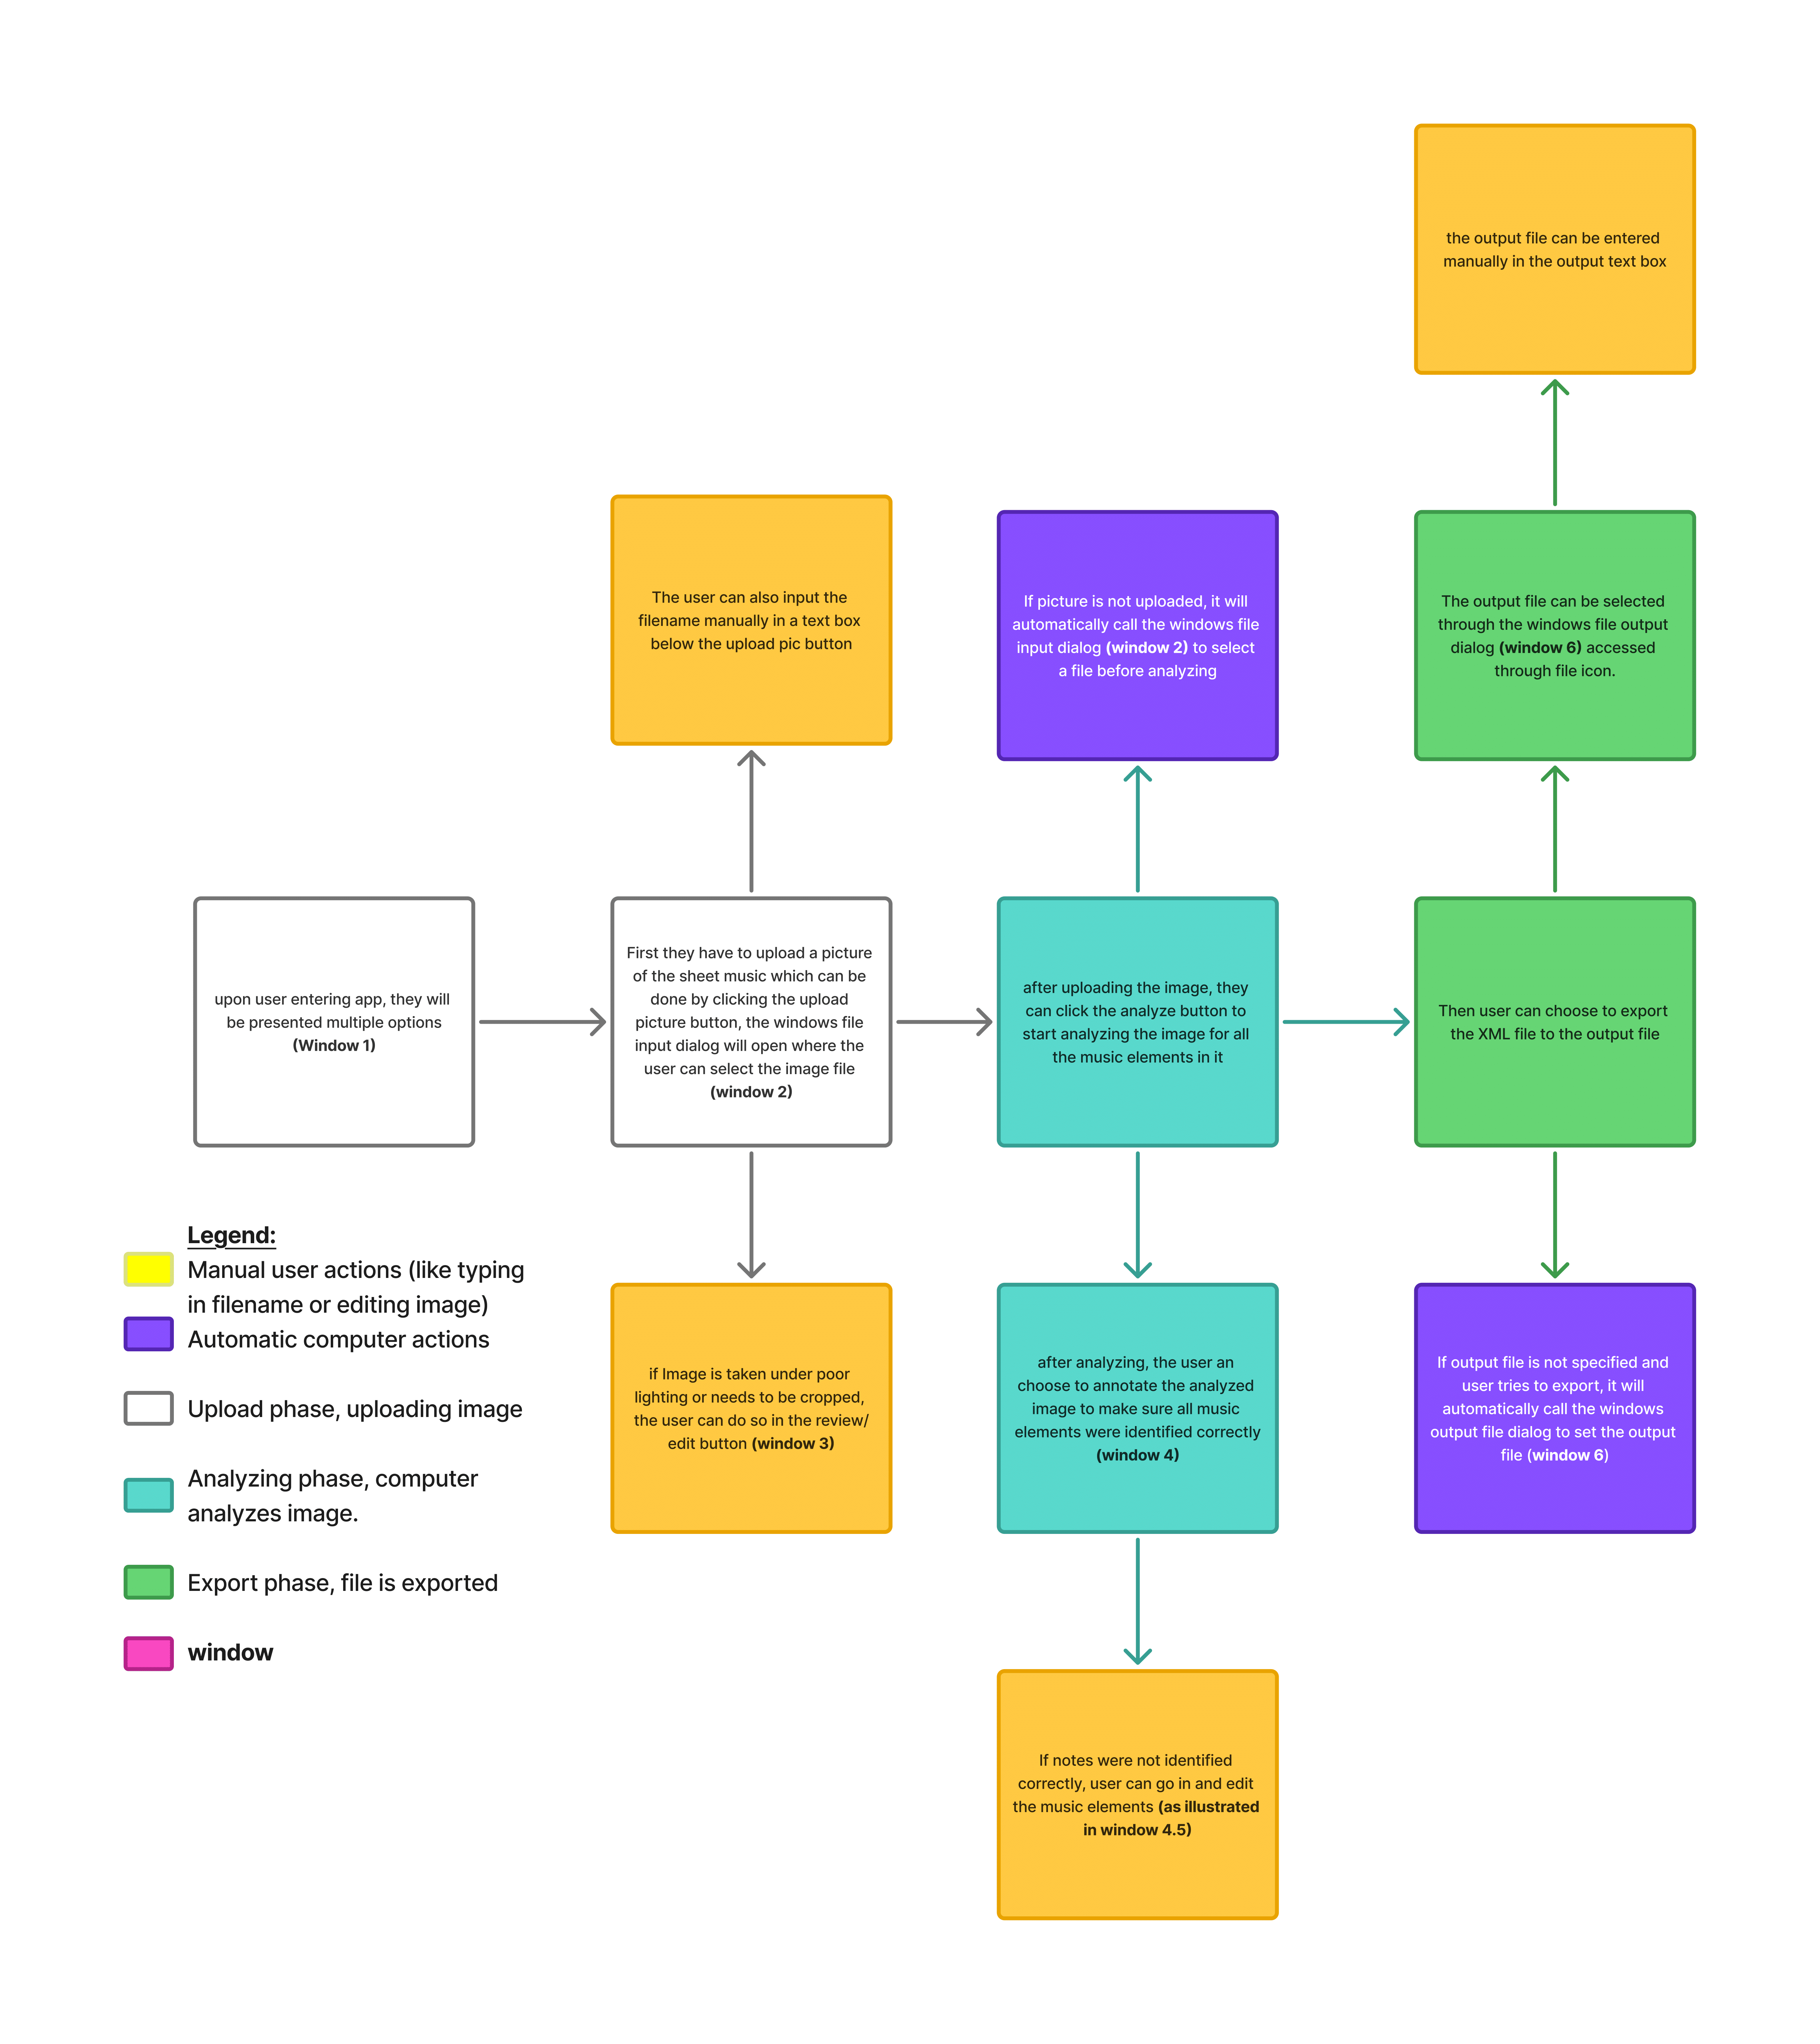 the output file can be entered
manually in the output text box
The user can also input the
filename manually in a text box
below the upload pic button
If picture is not uploaded, it will
automatically call the windows file
input dialog (window 2) to select
a file before analyzing
The output file can be selected
through the windows file output
dialog (window 6) accessed
through file icon.
upon user entering app, they will
be presented multiple options
(Window 1)
First they have to upload a picture
of the sheet music which can be
done by clicking the upload
picture button, the windows file
input dialog will open where the
user can select the image file
(window 2)
after uploading the image, they
can click the analyze button to
start analyzing the image for all
the music elements in it
Then user can choose to export
the XML file to the output file
Legend:
Manual user actions (like typing
in filename or editing image)
Automatic computer actions
Upload phase, uploading image
Analyzing phase, computer
analyzes image.
Export phase, file is exported
window
if Image is taken under poor
lighting or needs to be cropped,
the user can do so in the review/
edit button (window 3)
after analyzing, the user an
choose to annotate the analyzed
image to make sure all music
elements were identified correctly
(window 4)
If output file is not specified and
user tries to export, it will
automatically call the windows
output file dialog to set the output
file (window 6)
If notes were not identified
correctly, user can go in and edit
the music elements (as illustrated
in window 4.5)